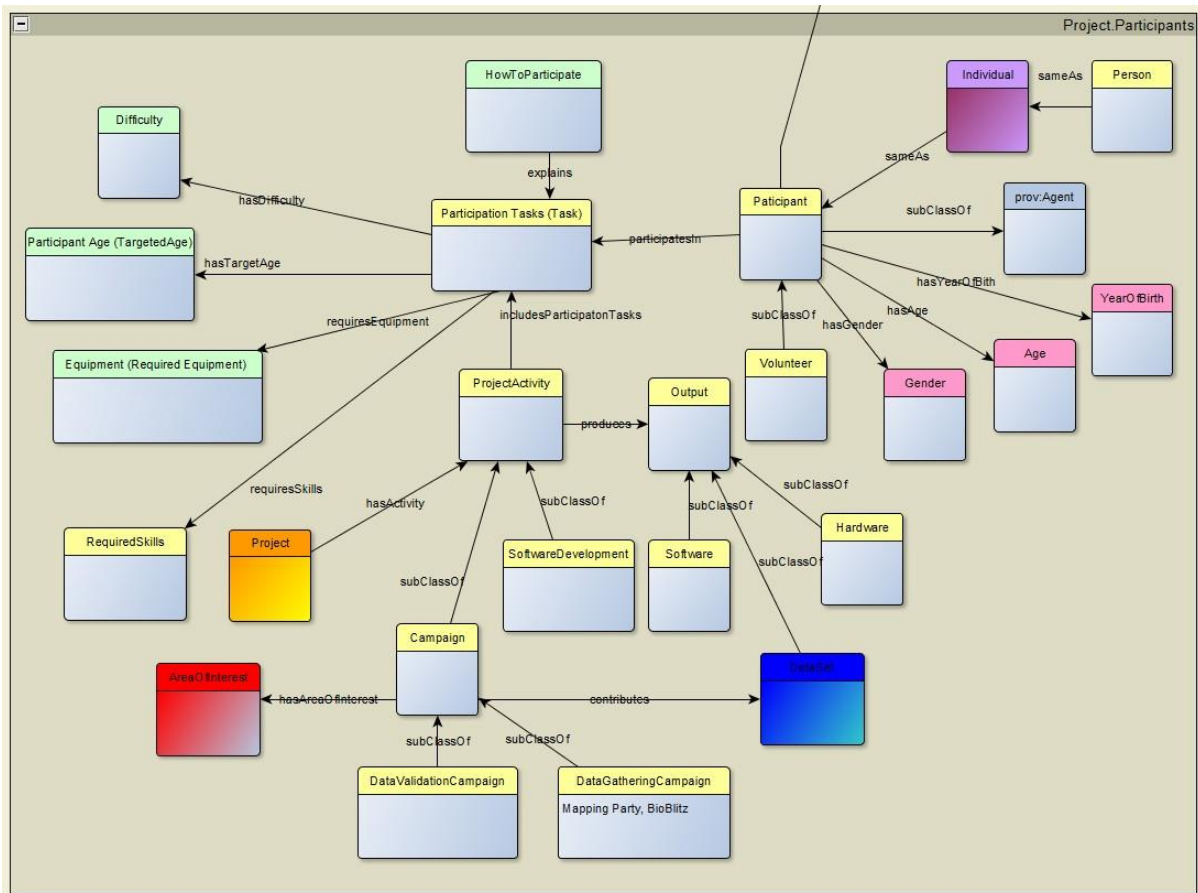 Project.Participants
HowToParticipate
Individual
sameAs
Person
Difficulty
explains
sameAs
hasDifficulty
Participation Tasks (Task)
Paticipant
subClassOf
prov:Agent
Participant Age (TargetedAge)
hasTargetAge
participatesIn
hasYearOfBith
YearOfBirth
requiresEquipment
includesParticipatonTasks
subClassOf
hasGender
hasAge
Equipment (Required Equipment)
ProjectActivity
Output
Volunteer
Gender
Age
produces
requiresSkills
hasActivity
subClassOf
subClassOf
subClassOf
RequiredSkills
Project
SoftwareDevelopment
Software
Hardware
subClassOf
subClassOf
Campaign
AreaOfInterest
DataSet
hasAreaOfInterest
contributes
subClassOf
subClassOf
DataValidationCampaign
DataGatheringCampaign
Mapping Party, BioBlitz